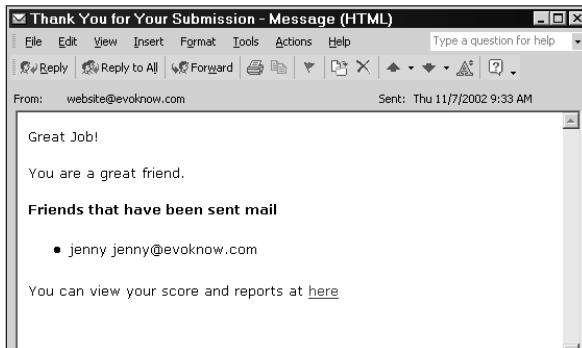 Thank You for Your Submission - Message (HTML)
File Edit View Insert Format Tools Actions Help Type a question for help
Reply Reply to All Forward
From: website@evoknow.com Sent: Thu 11/7/2002 9:33 AM
Great Job!
You are a great friend.
Friends that have been sent mail
• jenny jenny@evoknow.com
You can view your score and reports at here